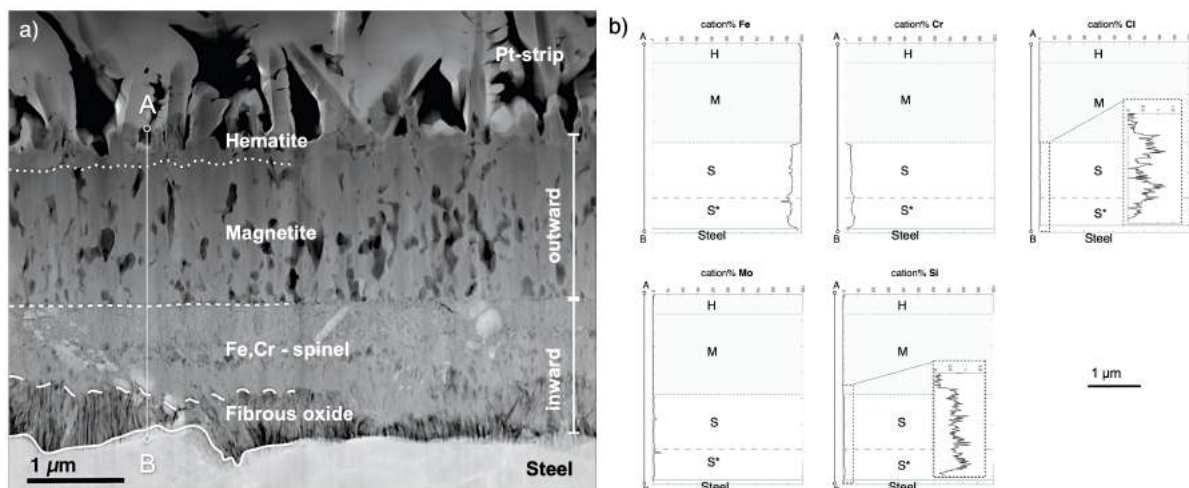 a)
Pt-strip
A
Hematite
Magnetite
outward
Fe,Cr - spinel
inward
Fibrous oxide
B
1 µm
Steel
b)
cation% Fe
A
H
M
S
S*
B
Steel
cation% Cr
H
M
S
S*
Steel
cation% Cl
A
H
M
S
S*
B
Steel
cation% Mo
A
H
M
S
S*
B
Steel
cation% Si
A
H
M
S
S*
B
Steel
1 µm